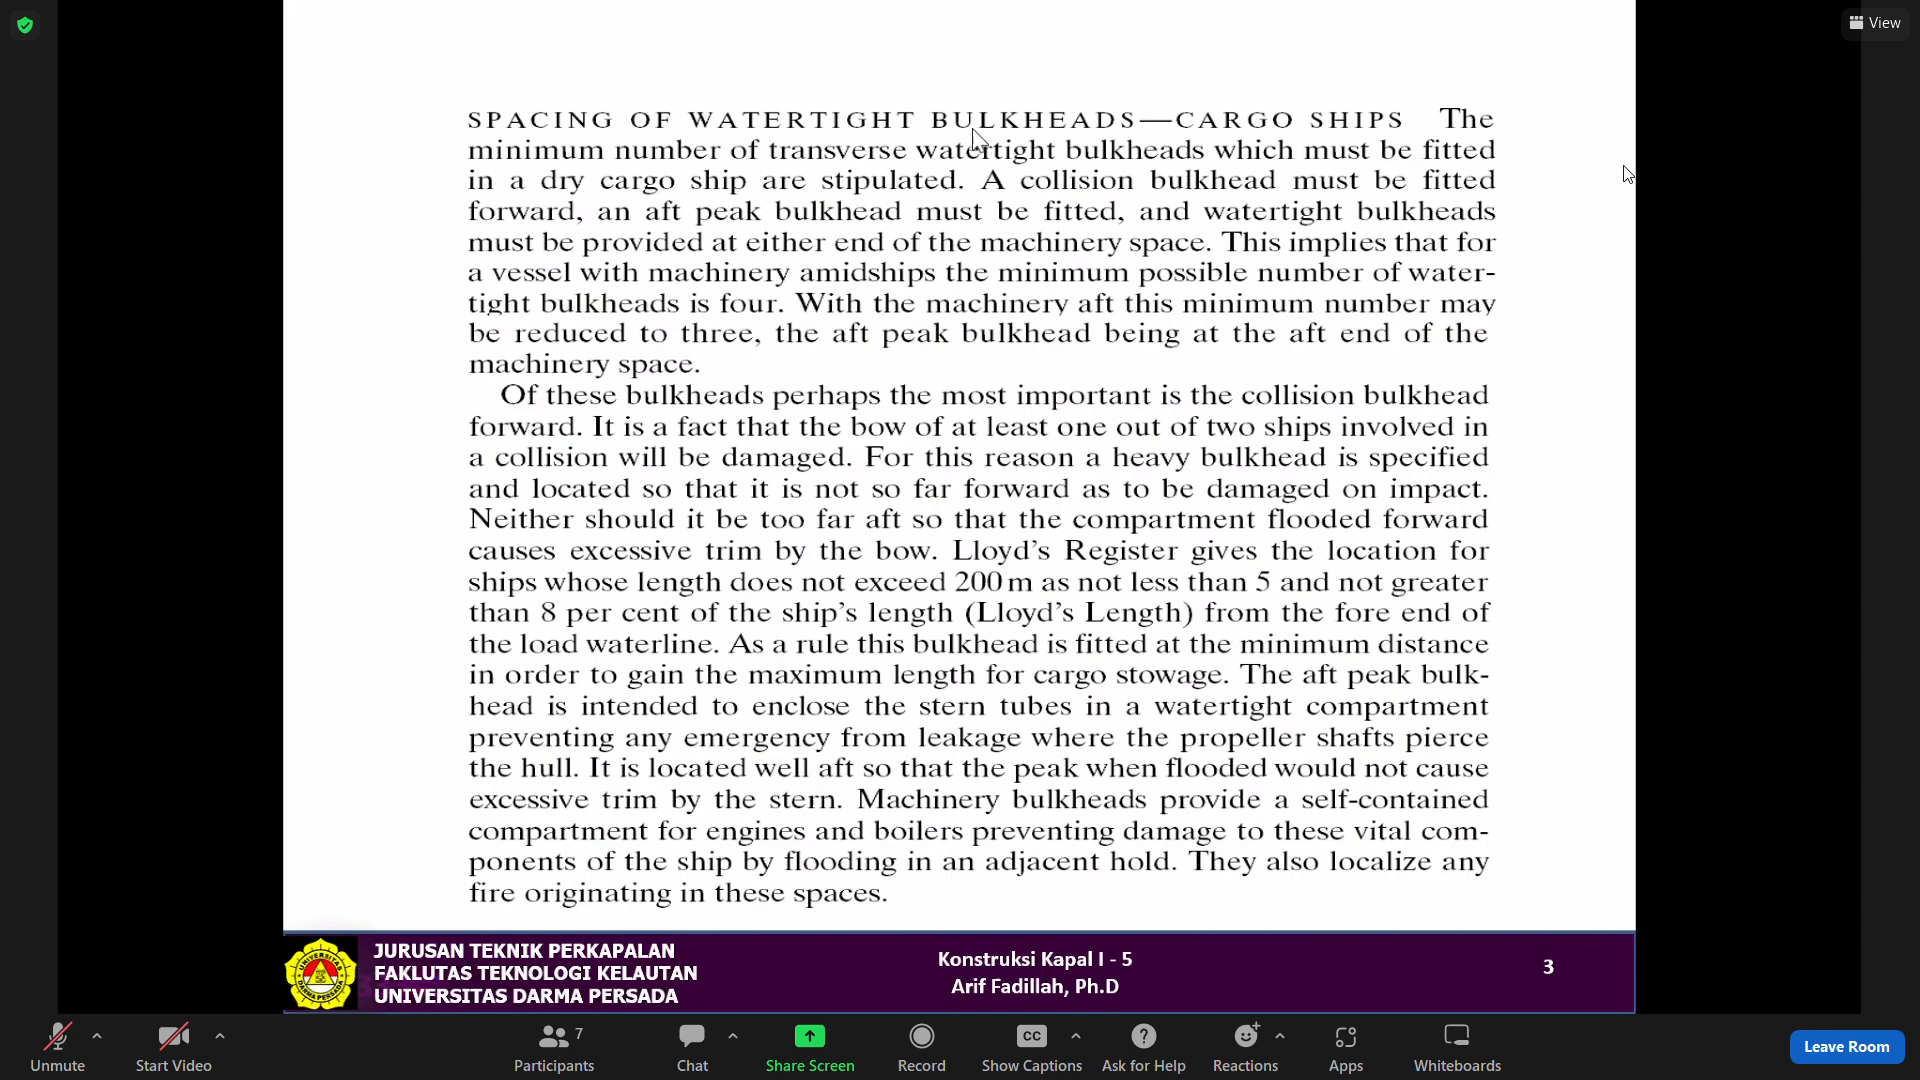 View
SPACING OF WATERTIGHT BULKHEADS—CARGO SHIPS The
minimum number of transverse watertight bulkheads which must be fitted
in a dry cargo ship are stipulated. A collision bulkhead must be fitted
forward, an aft peak bulkhead must be fitted, and watertight bulkheads
must be provided at either end of the machinery space. This implies that for
a vessel with machinery amidships the minimum possible number of water-
tight bulkheads is four. With the machinery aft this minimum number may
be reduced to three, the aft peak bulkhead being at the aft end of the
machinery space.
Of these bulkheads perhaps the most important is the collision bulkhead
forward. It is a fact that the bow of at least one out of two ships involved in
a collision will be damaged. For this reason a heavy bulkhead is specified
and located so that it is not so far forward as to be damaged on impact.
Neither should it be too far aft so that the compartment flooded forward
causes excessive trim by the bow. Lloyd's Register gives the location for
ships whose length does not exceed 200 m as not less than 5 and not greater
than 8 per cent of the ship's length (Lloyd's Length) from the fore end of
the load waterline. As a rule this bulkhead is fitted at the minimum distance
in order to gain the maximum length for cargo stowage. The aft peak bulk-
head is intended to enclose the stern tubes in a watertight compartment
preventing any emergency from leakage where the propeller shafts pierce
the hull. It is located well aft so that the peak when flooded would not cause
excessive trim by the stern. Machinery bulkheads provide a self-contained
compartment for engines and boilers preventing damage to these vital com-
ponents of the ship by flooding in an adjacent hold. They also localize any
fire originating in these spaces.
UNIVERSITAS
DARMA PERSADA
JURUSAN TEKNIK PERKAPALAN
FAKLUTAS TEKNOLOGI KELAUTAN
UNIVERSITAS DARMA PERSADA
Konstruksi Kapal I - 5
Arif Fadillah, Ph.D
3
Unmute
Start Video
7
Participants
Chat
Share Screen
Record
CC
Show Captions
Ask for Help
Reactions
Apps
Whiteboards
Leave Room